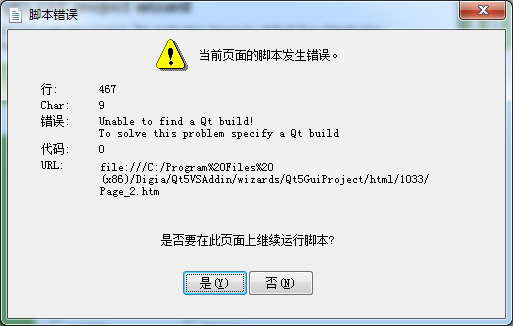 脚本错误
当前页面的脚本发生错误。
行: 467
Char: 9
错误: Unable to find a Qt build!
To solve this problem specify a Qt build
代码: 0
URL: file:///C:/Program%20Files%20
(x86)/Digia/Qt5VSAddin/wizards/Qt5GuiProject/html/1033/
Page_2.htm
是否要在此页面上继续运行脚本?
是(Y) 否(N)